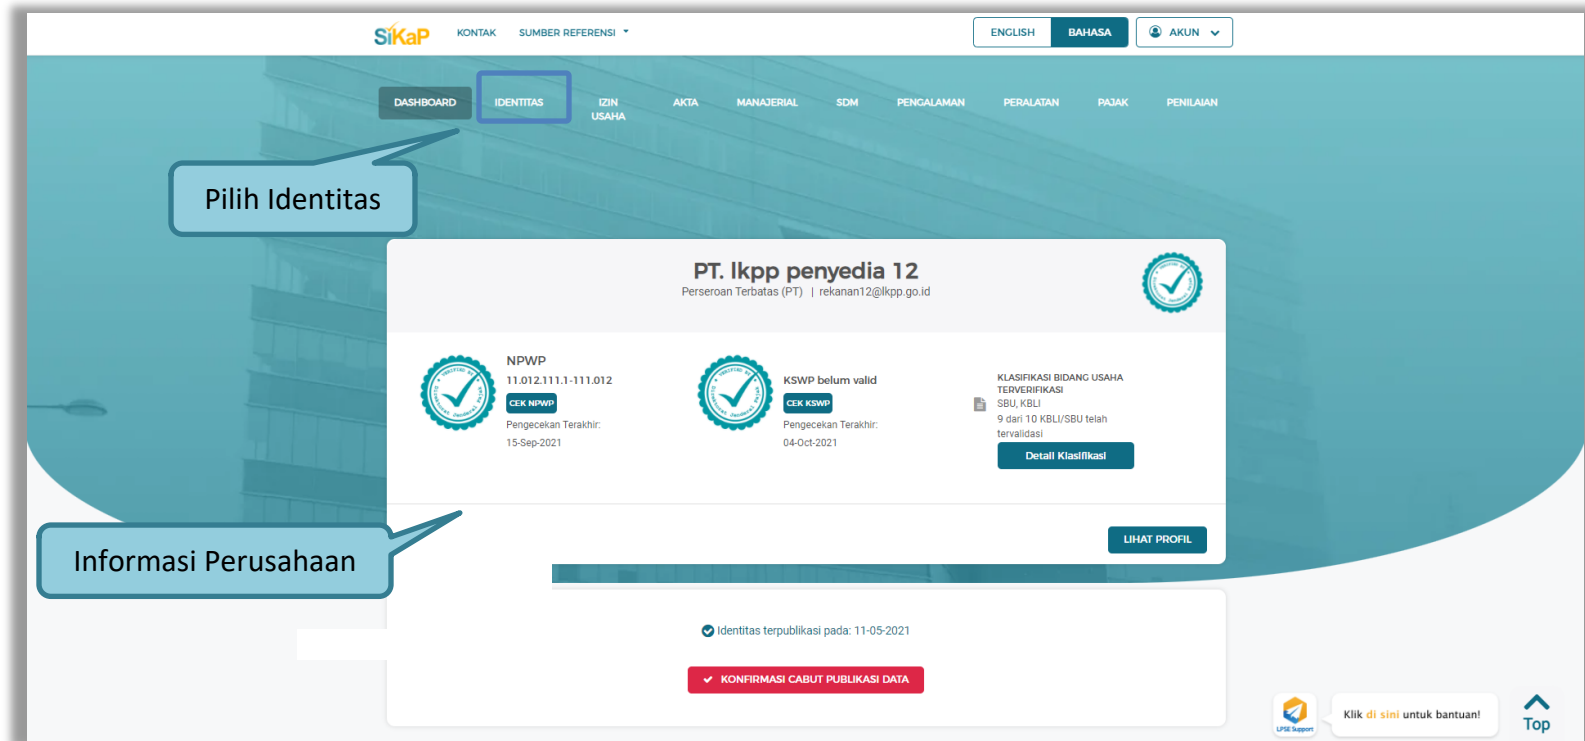 SiKaP KONTAK SUMBER REFERENSI ENGLISH BAHASA AKUN
DASHBOARD IDENTITAS IZIN USAHA AKTA MANAJERIAL SDM PENGALAMAN PERALATAN PAJAK PENILAIAN
Pilih Identitas
PT. lkpp penyedia 12
Perseroan Terbatas (PT) | rekanan12@lkpp.go.id
NPWP
11.012.111.1-111.012
CEK NPWP
Pengecekan Terakhir:
15-Sep-2021
KSWP belum valid
CEK KSWP
Pengecekan Terakhir:
04-Oct-2021
KLASIFIKASI BIDANG USAHA
TERVERIFIKASI
SBU, KBLI
9 dari 10 KBLI/SBU telah
tervalidasi
Detail Klasifikasi
Informasi Perusahaan
LIHAT PROFIL
Identitas terpublikasi pada: 11-05-2021
KONFIRMASI CABUT PUBLIKASI DATA
LPSE Support
Klik di sini untuk bantuan!
Top